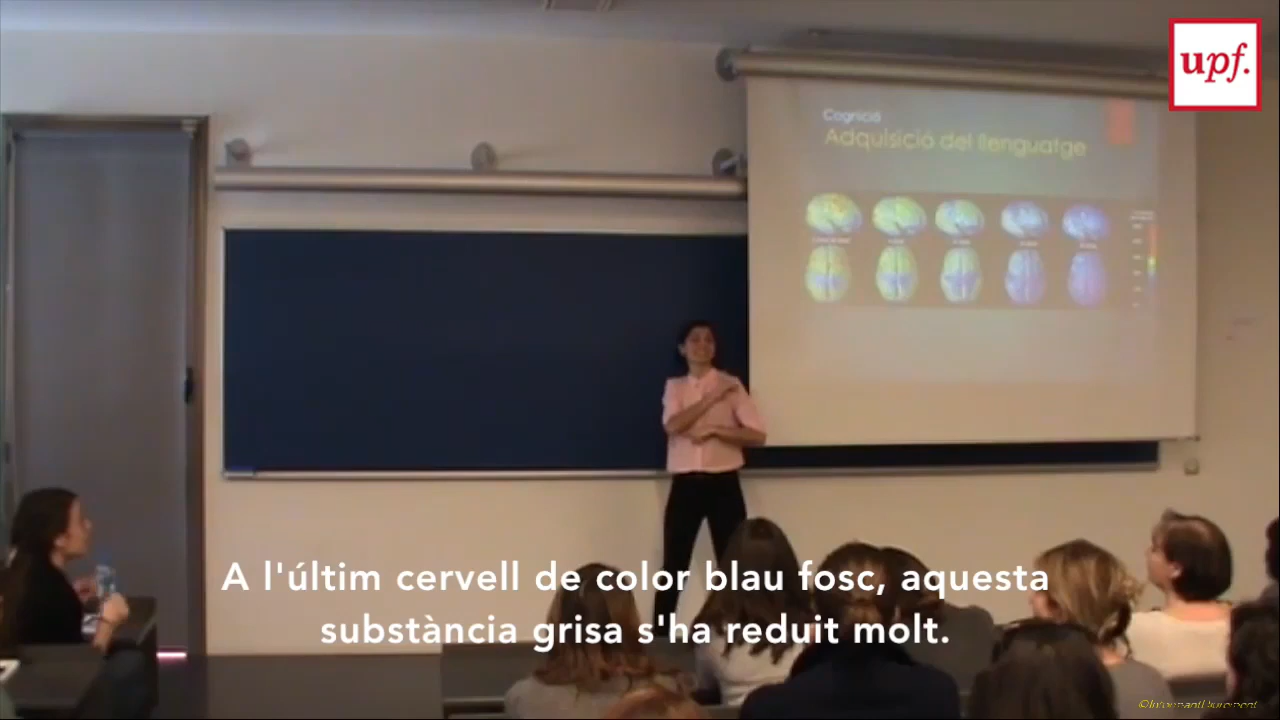 upf.
Cognició
Adquisició del llenguatge
A l'últim cervell de color blau fosc, aquesta
substància grisa s'ha reduit molt.